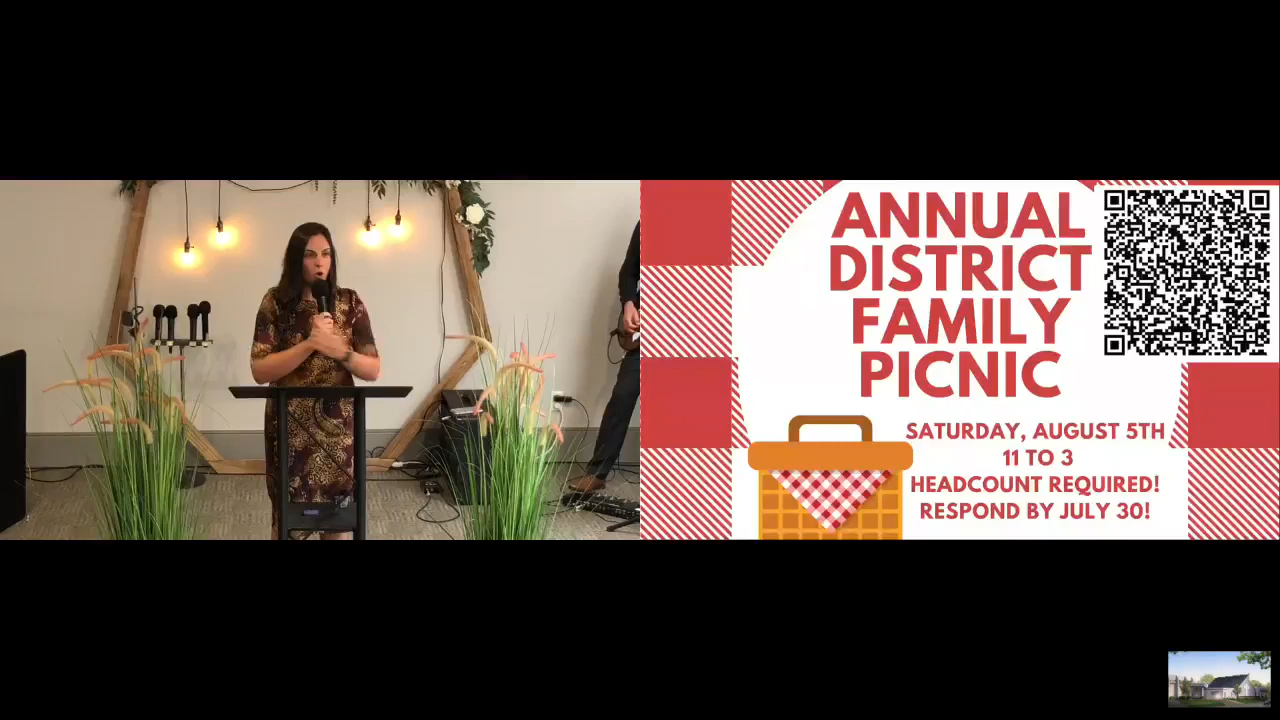 ANNUAL
DISTRICT
FAMILY
PICNIC
SATURDAY, AUGUST 5TH
11 TO 3
HEADCOUNT REQUIRED!
RESPOND BY JULY 30!